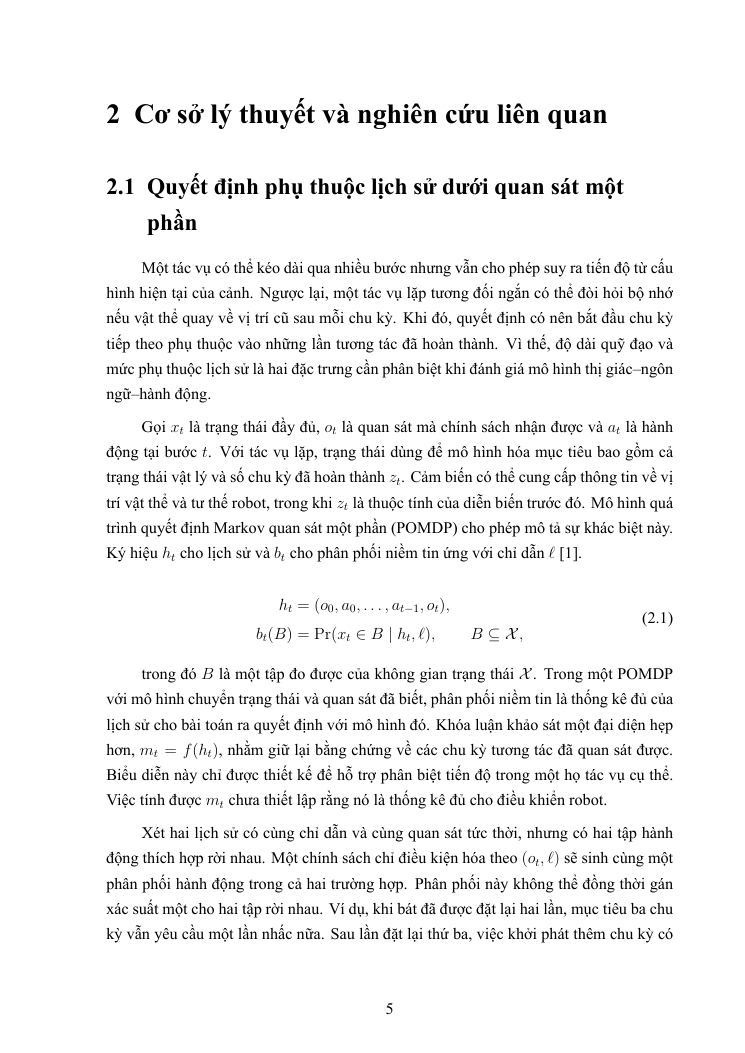 2 Cơ sở lý thuyết và nghiên cứu liên quan
2.1 Quyết định phụ thuộc lịch sử dưới quan sát một
phần
Một tác vụ có thể kéo dài qua nhiều bước nhưng vẫn cho phép suy ra tiến độ từ cấu
hình hiện tại của cảnh. Ngược lại, một tác vụ lặp tương đối ngắn có thể đòi hỏi bộ nhớ
nếu vật thể quay về vị trí cũ sau mỗi chu kỳ. Khi đó, quyết định có nên bắt đầu chu kỳ
tiếp theo phụ thuộc vào những lần tương tác đã hoàn thành. Vì thế, độ dài quỹ đạo và
mức phụ thuộc lịch sử là hai đặc trưng cần phân biệt khi đánh giá mô hình thị giác–ngôn
ngữ–hành động.
Gọi xₜ là trạng thái đầy đủ, oₜ là quan sát mà chính sách nhận được và aₜ là hành
động tại bước t. Với tác vụ lặp, trạng thái dùng để mô hình hóa mục tiêu bao gồm cả
trạng thái vật lý và số chu kỳ đã hoàn thành zₜ. Cảm biến có thể cung cấp thông tin về vị
trí vật thể và tư thế robot, trong khi zₜ là thuộc tính của diễn biến trước đó. Mô hình quá
trình quyết định Markov quan sát một phần (POMDP) cho phép mô tả sự khác biệt này.
Ký hiệu hₜ cho lịch sử và bₜ cho phân phối niềm tin ứng với chỉ dẫn ℓ [1].
hₜ = (o₀, a₀, . . . , aₜ₋₁, oₜ),
bₜ(B) = Pr(xₜ ∈ B | hₜ, ℓ), B ⊆ 𝒳,
(2.1)
trong đó B là một tập đo được của không gian trạng thái 𝒳. Trong một POMDP
với mô hình chuyển trạng thái và quan sát đã biết, phân phối niềm tin là thống kê đủ của
lịch sử cho bài toán ra quyết định với mô hình đó. Khóa luận khảo sát một đại diện hẹp
hơn, mₜ = f(hₜ), nhằm giữ lại bằng chứng về các chu kỳ tương tác đã quan sát được.
Biểu diễn này chỉ được thiết kế để hỗ trợ phân biệt tiến độ trong một họ tác vụ cụ thể.
Việc tính được mₜ chưa thiết lập rằng nó là thống kê đủ cho điều khiển robot.
Xét hai lịch sử có cùng chỉ dẫn và cùng quan sát tức thời, nhưng có hai tập hành
động thích hợp rời nhau. Một chính sách chỉ điều kiện hóa theo (oₜ, ℓ) sẽ sinh cùng một
phân phối hành động trong cả hai trường hợp. Phân phối này không thể đồng thời gán
xác suất một cho hai tập rời nhau. Ví dụ, khi bát đã được đặt lại hai lần, mục tiêu ba chu
kỳ vẫn yêu cầu một lần nhấc nữa. Sau lần đặt lại thứ ba, việc khởi phát thêm chu kỳ có
5